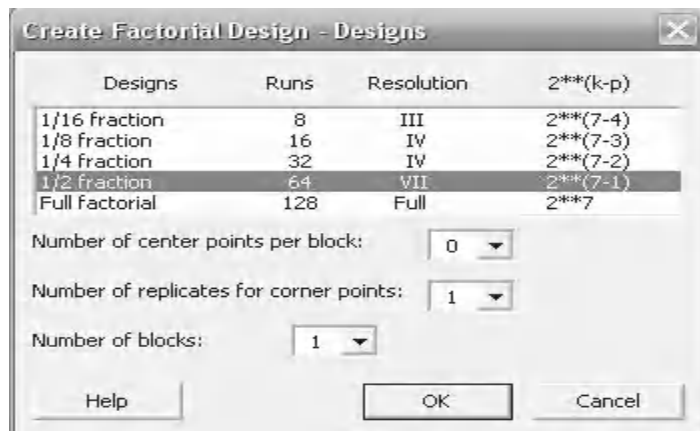 Create Factorial Design - Designs
Designs Runs Resolution 2**(k-p)
1/16 fraction 8 III 2**(7-4)
1/8 fraction 16 IV 2**(7-3)
1/4 fraction 32 IV 2**(7-2)
1/2 fraction 64 VII 2**(7-1)
Full factorial 128 Full 2**7
Number of center points per block: 0
Number of replicates for corner points: 1
Number of blocks: 1
Help OK Cancel